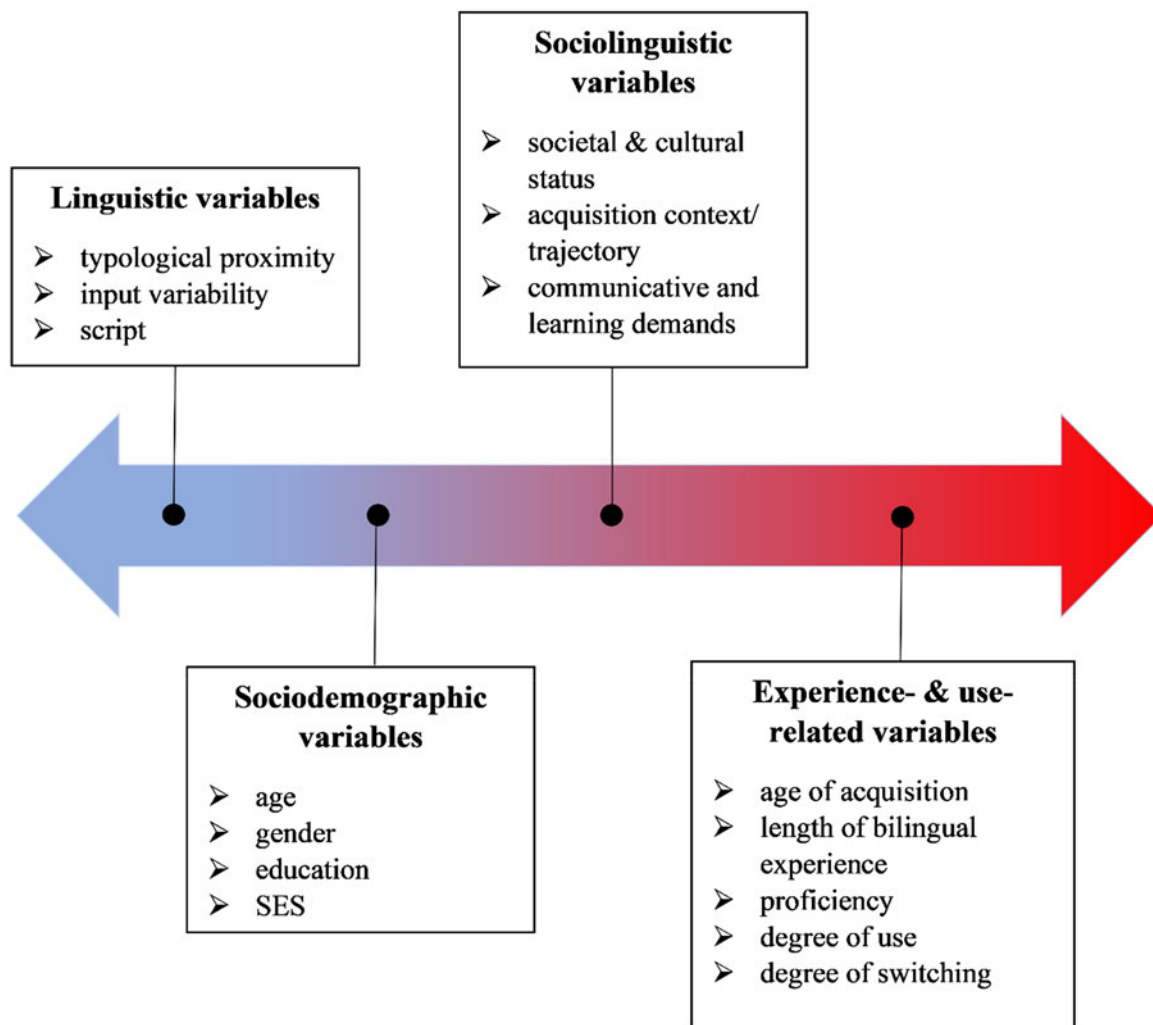 Sociolinguistic
variables
➢ societal & cultural
status
➢ acquisition context/
trajectory
➢ communicative and
learning demands
Linguistic variables
➢ typological proximity
➢ input variability
➢ script
Sociodemographic
variables
➢ age
➢ gender
➢ education
➢ SES
Experience- & use-
related variables
➢ age of acquisition
➢ length of bilingual
experience
➢ proficiency
➢ degree of use
➢ degree of switching